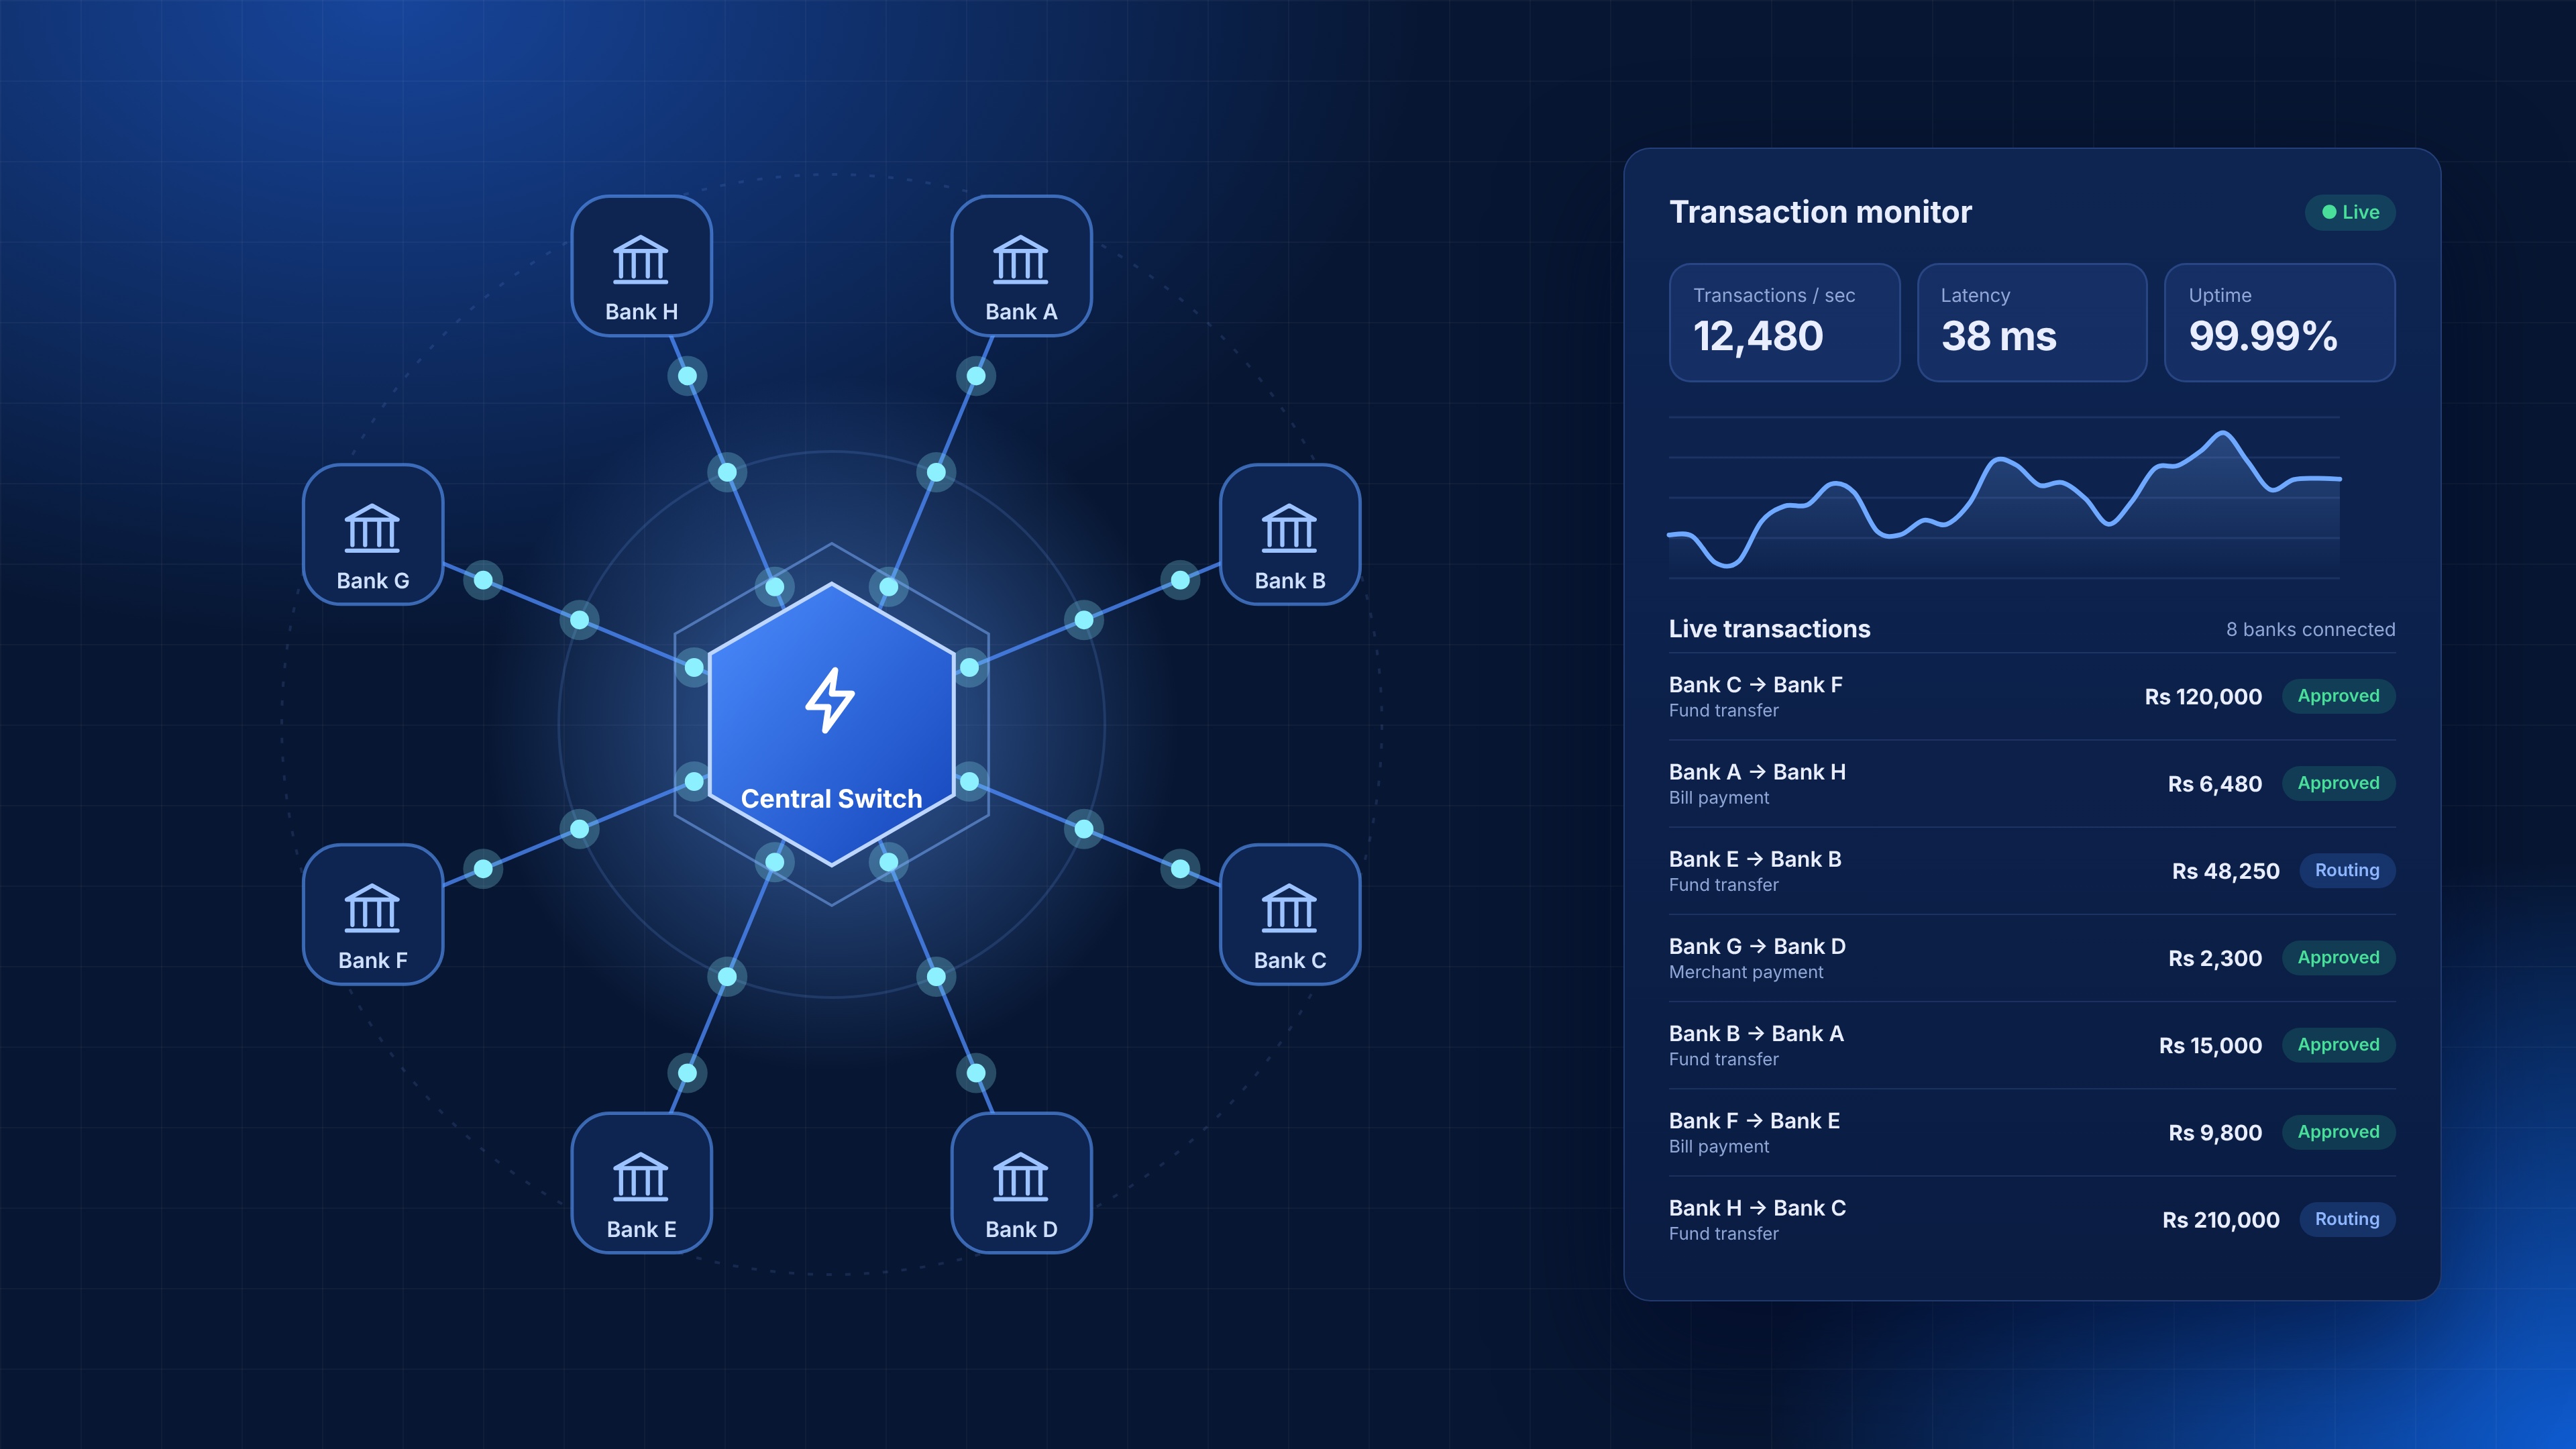 Bank H
Bank A
Bank G
Bank B
Central Switch
Bank F
Bank C
Bank E
Bank D
Transaction monitor
Live
Transactions / sec
12,480
Latency
38 ms
Uptime
99.99%
Live transactions
8 banks connected
Bank C → Bank F
Fund transfer
Rs 120,000
Approved
Bank A → Bank H
Bill payment
Rs 6,480
Approved
Bank E → Bank B
Fund transfer
Rs 48,250
Routing
Bank G → Bank D
Merchant payment
Rs 2,300
Approved
Bank B → Bank A
Fund transfer
Rs 15,000
Approved
Bank F → Bank E
Bill payment
Rs 9,800
Approved
Bank H → Bank C
Fund transfer
Rs 210,000
Routing